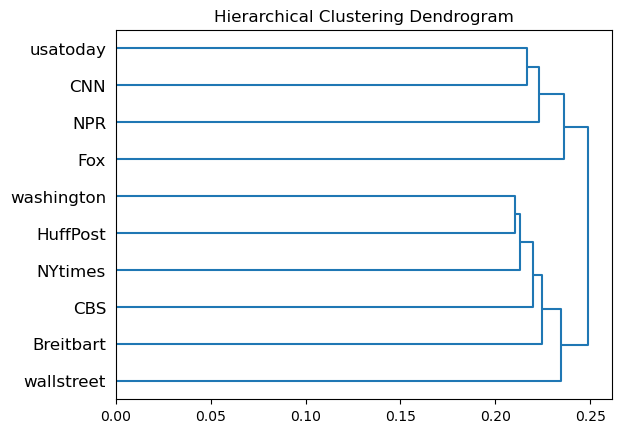 Hierarchical Clustering Dendrogram
usatoday
CNN
NPR
Fox
washington
HuffPost
NYtimes
CBS
Breitbart
wallstreet
0.00 0.05 0.10 0.15 0.20 0.25